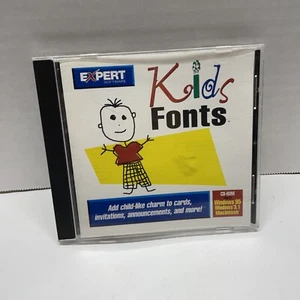 EXPERT
SOFTWARE
Kids
Fonts
Add child-like charm to cards,
invitations, announcements, and more!
CD-ROM
Windows 95
Windows 3.1
Macintosh